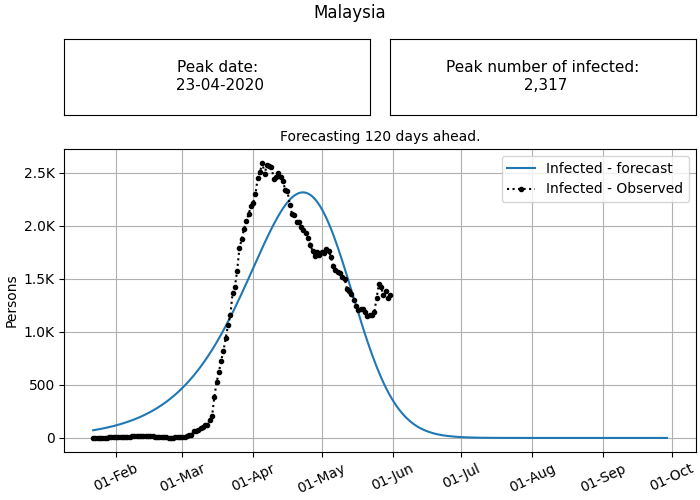 Malaysia
Peak date:
23-04-2020
Peak number of infected:
2,317
Forecasting 120 days ahead.
Infected - forecast
Infected - Observed
Persons
2.5K
2.0K
1.5K
1.0K
500
0
01-Feb
01-Mar
01-Apr
01-May
01-Jun
01-Jul
01-Aug
01-Sep
01-Oct